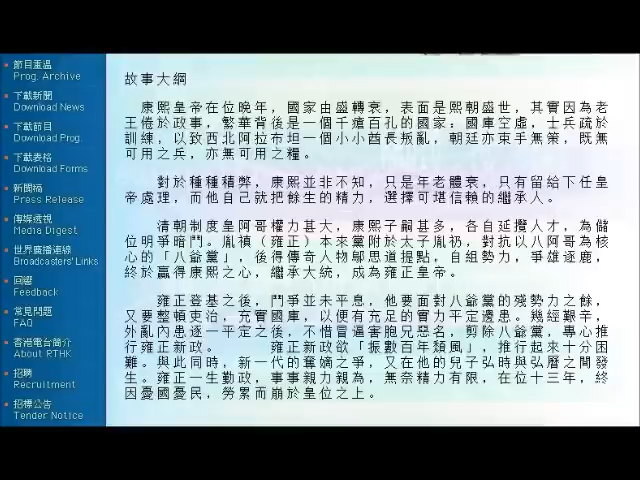 節目重溫
Prog. Archive
下載新聞
Download News
下載節目
Download Prog.
下載表格
Download Forms
新聞稿
Press Release
傳媒透視
Media Digest
世界廣播連線
Broadcasters' Links
回應
Feedback
常見問題
FAQ
香港電台簡介
About RTHK
招聘
Recruitment
招標公告
Tender Notice
故事大綱
康熙皇帝在位晚年，國家由盛轉衰，表面是熙朝盛世，其實因為老
王倦於政事，繁華背後是一個千瘡百孔的國家：國庫空虛，士兵疏於
訓練，以致西北阿拉布坦一個小小酋長叛亂，朝廷亦束手無策，既無
可用之兵，亦無可用之糧。
對於種種積弊，康熙並非不知，只是年老體衰，只有留給下任皇
帝處理，而他自己就把餘生的精力，選擇可堪信賴的繼承人。
清朝制度皇阿哥權力甚大，康熙子嗣甚多，各自延攬人才，為儲
位明爭暗鬥。胤禛（雍正）本來黨附於太子胤礽，對抗以八阿哥為核
心的「八爺黨」，後得傳奇人物鄔思道提點，自組勢力，爭雄逐鹿，
終於贏得康熙之心，繼承大統，成為雍正皇帝。
雍正登基之後，鬥爭並未平息，他要面對八爺黨的殘勢力之餘，
又要整頓吏治，充實國庫，以便有充足的實力平定邊患。幾經艱辛，
外亂內患逐一平定之後，不惜冒逼害胞兄惡名，剪除八爺黨，專心推
行雍正新政。　　雍正新政欲「振數百年頹風」，推行起來十分困
難。與此同時，新一代的奪嫡之爭，又在他的兒子弘時與弘曆之間發
生。雍正一生勤政，事事親力親為，無奈精力有限，在位十三年，終
因憂國憂民，勞累而崩於皇位之上。